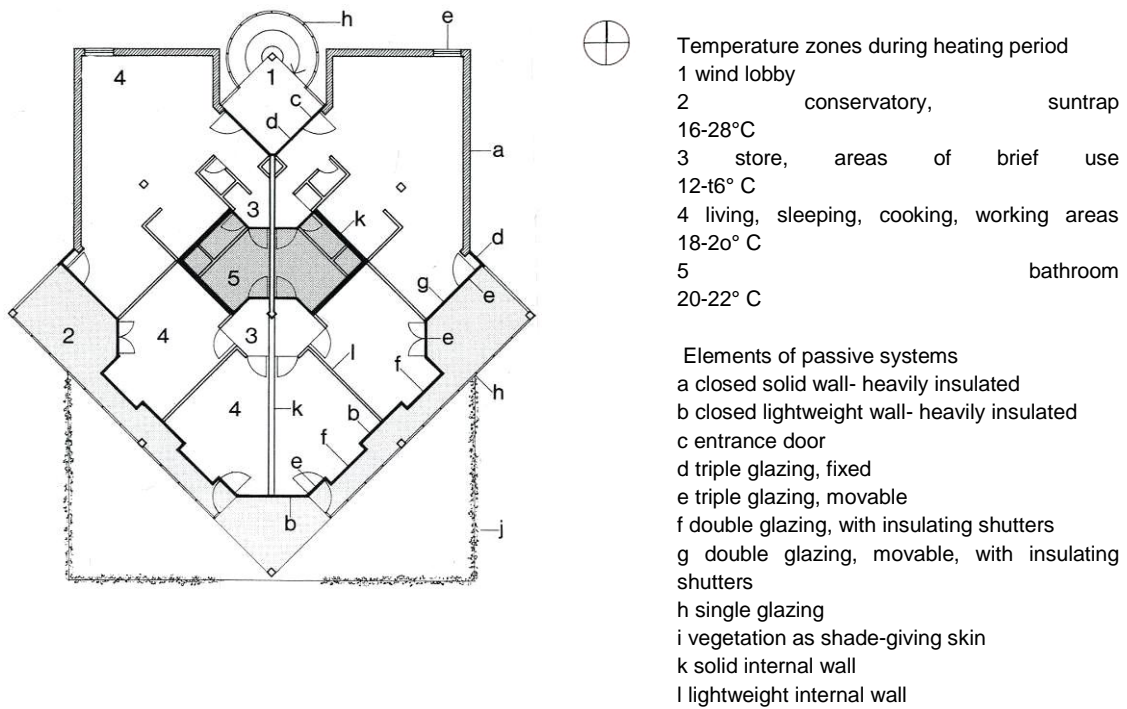 h
e
4
1
c
d
a
3
k
d
5
g
e
2
4
3
e
l
f
h
4
k
b
f
e
b
j
Temperature zones during heating period
1 wind lobby
2 conservatory, suntrap
16-28°C
3 store, areas of brief use
12-t6° C
4 living, sleeping, cooking, working areas
18-2o° C
5 bathroom
20-22° C
Elements of passive systems
a closed solid wall- heavily insulated
b closed lightweight wall- heavily insulated
c entrance door
d triple glazing, fixed
e triple glazing, movable
f double glazing, with insulating shutters
g double glazing, movable, with insulating
shutters
h single glazing
i vegetation as shade-giving skin
k solid internal wall
l lightweight internal wall